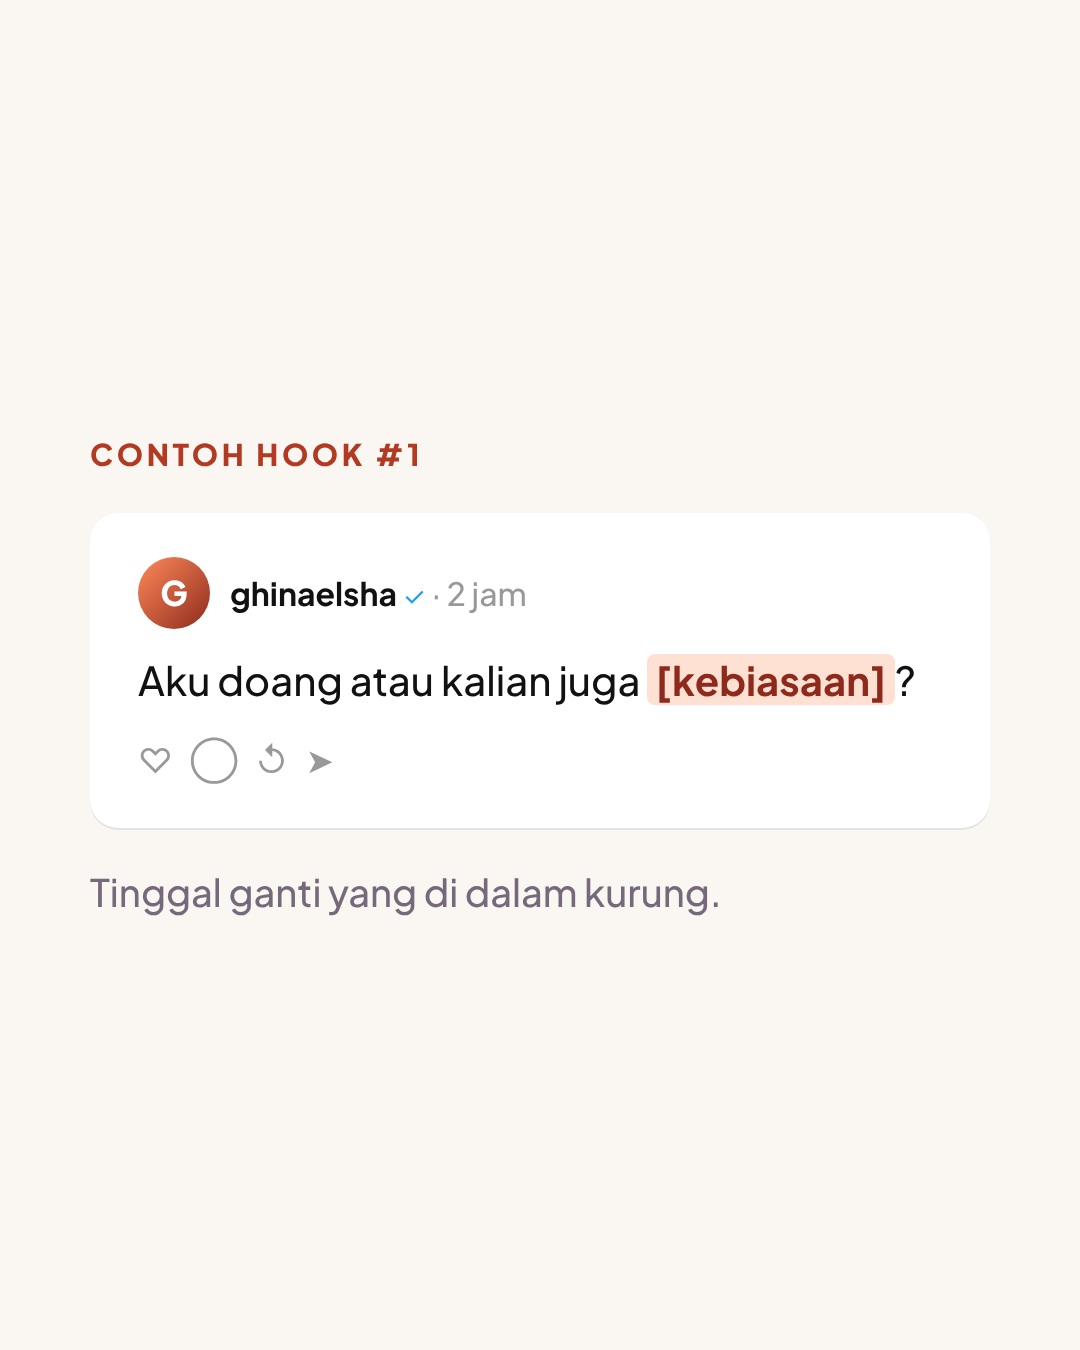 CONTOH HOOK #1
G
ghinaelsha ✓ · 2 jam
Aku doang atau kalian juga [kebiasaan]?
Tinggal ganti yang di dalam kurung.